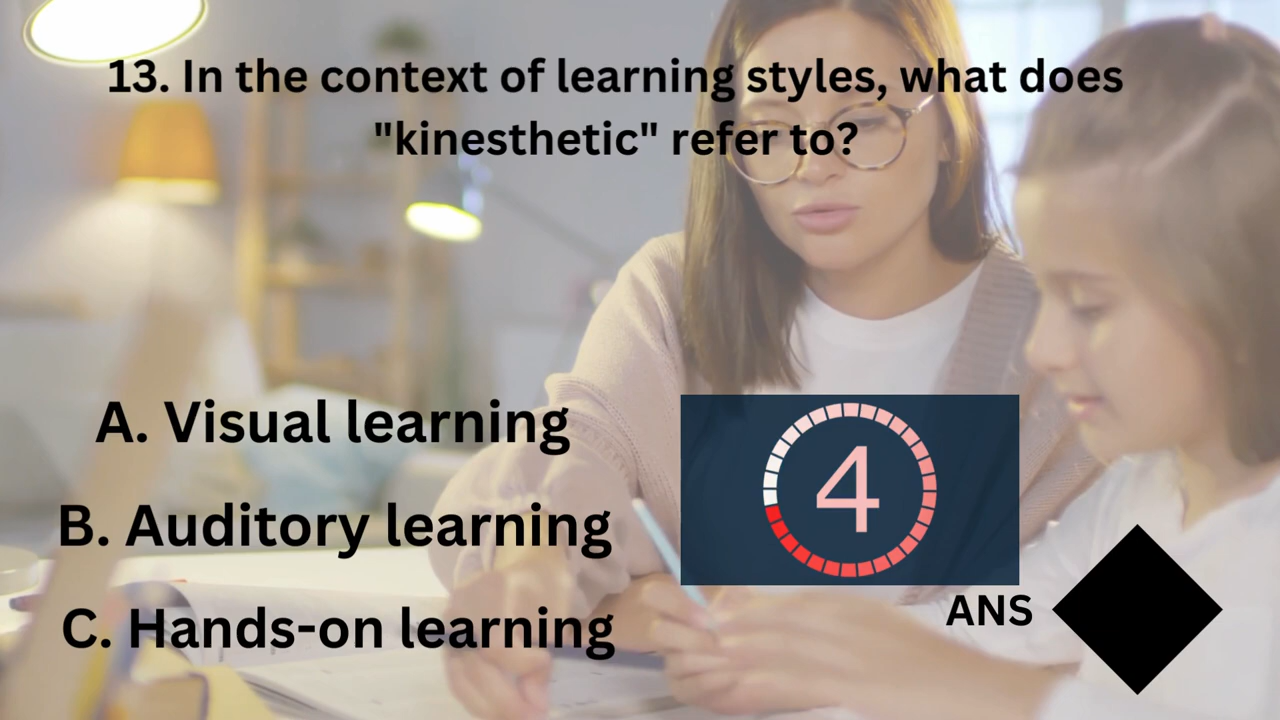 13. In the context of learning styles, what does
"kinesthetic" refer to?
A. Visual learning
B. Auditory learning
C. Hands-on learning
4
ANS